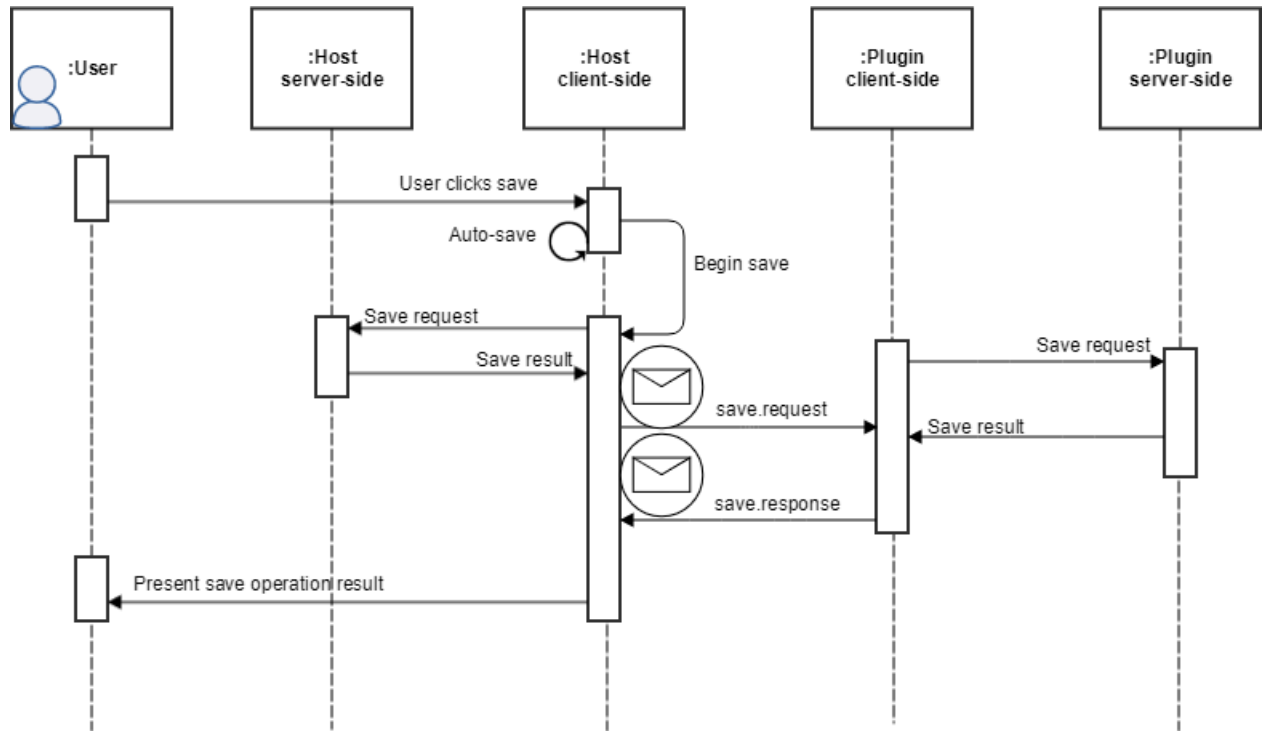 :User
:Host
server-side
:Host
client-side
:Plugin
client-side
:Plugin
server-side
User clicks save
Auto-save
Begin save
Save request
Save result
Save request
save.request
Save result
save.response
Present save operation result